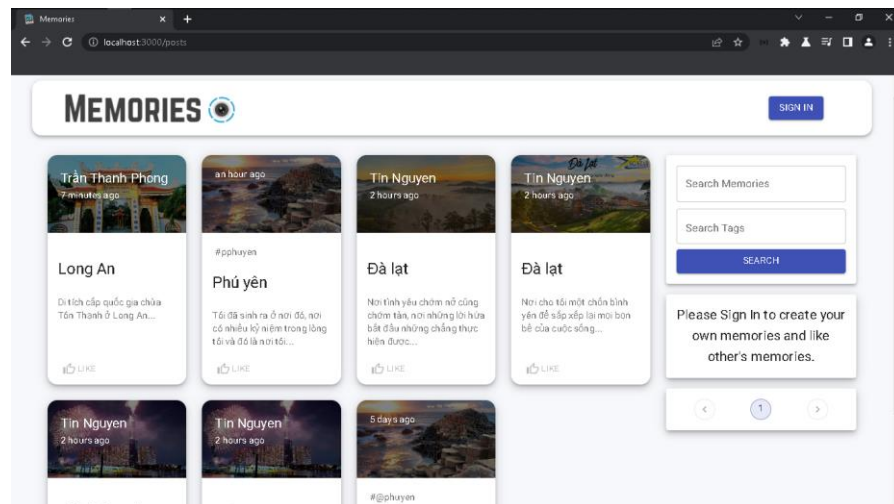 Memories
localhost:3000/posts
MEMORIES
SIGN IN
Trần Thanh Phong
7 minutes ago
Long An
Di tích cấp quốc gia chùa
Tôn Thạnh ở Long An...
LIKE
an hour ago
#pphuyen
Phú yên
Tôi đã sinh ra ở nơi đó, nơi
có nhiều kỷ niệm trong lòng
tôi và đó là nơi tôi...
LIKE
Tin Nguyen
2 hours ago
Đà lạt
Nơi tình yêu chớm nở cũng
chớm tàn, nơi những lời hứa
bắt đầu nhưng chẳng thực
hiện được...
LIKE
Đà lạt
Tin Nguyen
2 hours ago
Đà lạt
Nơi cho tôi một chốn bình
yên để sắp xếp lại mọi bọn
bề của cuộc sống...
LIKE
Search Memories
Search Tags
SEARCH
Please Sign In to create your
own memories and like
other's memories.
1
Tin Nguyen
2 hours ago
Tin Nguyen
2 hours ago
5 days ago
#@phuyen